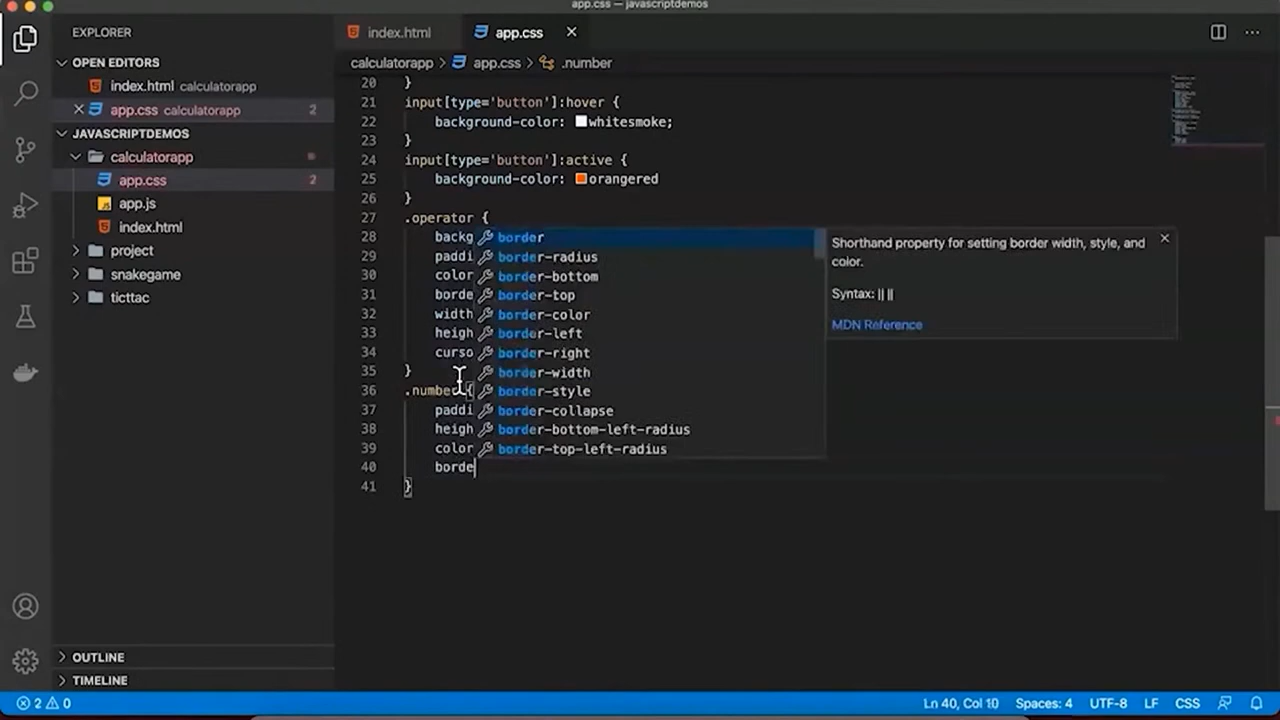 app.css — javascriptdemos
EXPLORER
OPEN EDITORS
index.html calculatorapp
app.css calculatorapp 2
JAVASCRIPTDEMOS
calculatorapp
app.css 2
JS app.js
index.html
project
snakegame
ticttac
OUTLINE
TIMELINE
index.html
app.css
calculatorapp > app.css > .number
20 }
21 input[type='button']:hover {
22 background-color: whitesmoke;
23 }
24 input[type='button']:active {
25 background-color: orangered
26 }
27 .operator {
28 backg
29 paddi
30 color
31 borde
32 width
33 heigh
34 curso
35 }
36 .number {
37 paddi
38 heigh
39 color
40 borde
41 }
border
border-radius
border-bottom
border-top
border-color
border-left
border-right
border-width
border-style
border-collapse
border-bottom-left-radius
border-top-left-radius
Shorthand property for setting border width, style, and
color.
Syntax: || ||
MDN Reference
2 0
Ln 40, Col 10 Spaces: 4 UTF-8 LF CSS